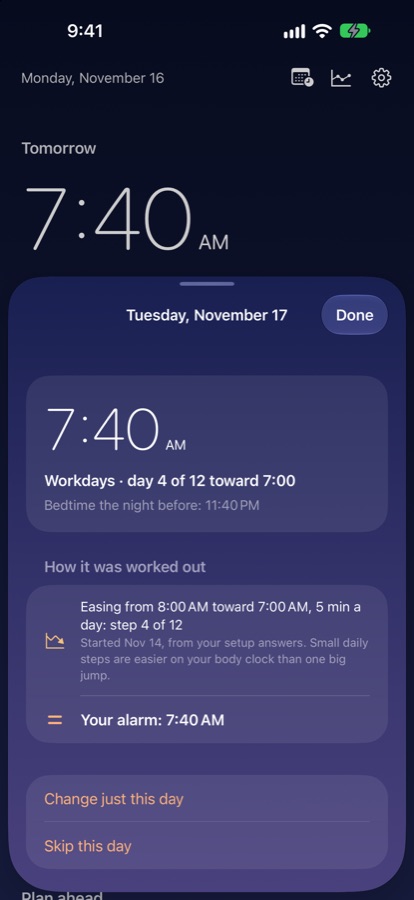 9:41
Monday, November 16
Tomorrow
7:40 AM
Tuesday, November 17
Done
7:40 AM
Workdays · day 4 of 12 toward 7:00
Bedtime the night before: 11:40 PM
How it was worked out
Easing from 8:00 AM toward 7:00 AM, 5 min a
day: step 4 of 12
Started Nov 14, from your setup answers. Small daily
steps are easier on your body clock than one big
jump.
Your alarm: 7:40 AM
Change just this day
Skip this day
Plan ahead